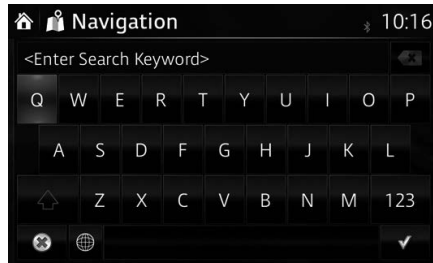 Navigation 10:16
<Enter Search Keyword>
Q W E R T Y U I O P
A S D F G H J K L
Z X C V B N M 123